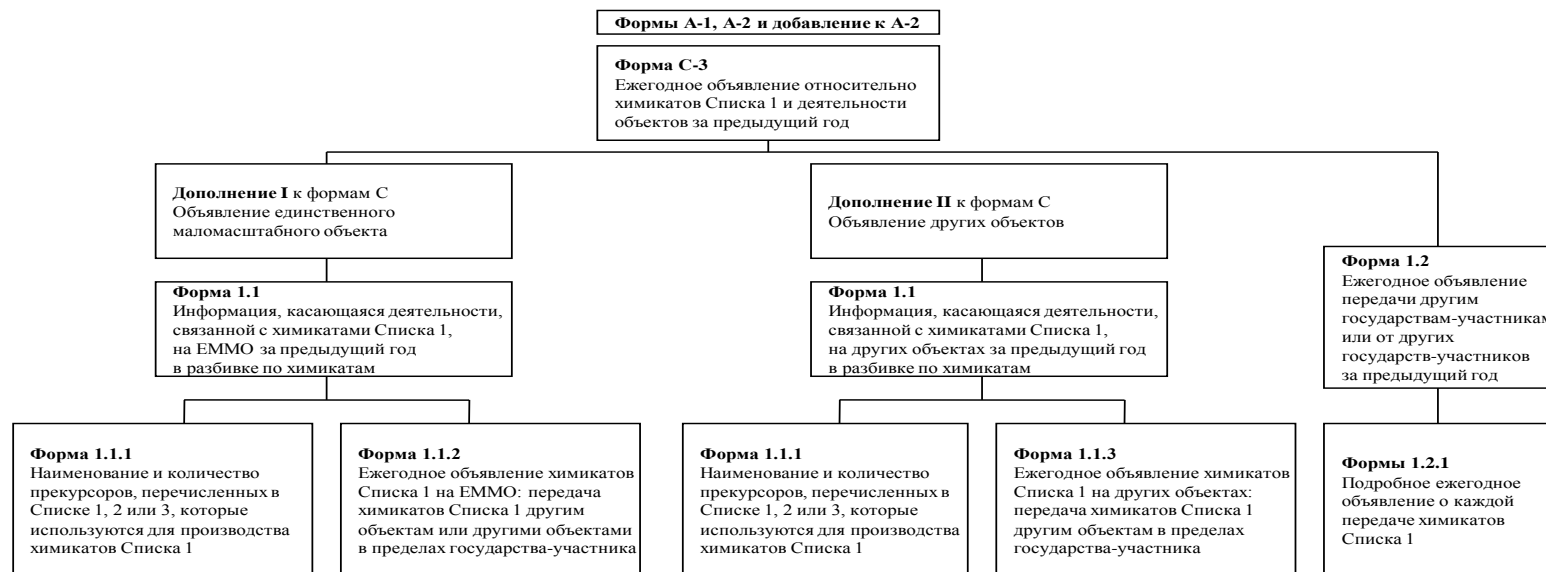 Формы А-1, А-2 и добавление к А-2
Форма С-3
Ежегодное объявление относительно
химикатов Списка 1 и деятельности
объектов за предыдущий год
Дополнение I к формам С
Объявление единственного
маломасштабного объекта
Дополнение II к формам С
Объявление других объектов
Форма 1.2
Ежегодное объявление
передачи другим
государствам-участникам
или от других
государств-участников
за предыдущий год
Форма 1.1
Информация, касающаяся деятельности,
связанной с химикатами Списка 1,
на ЕММО за предыдущий год
в разбивке по химикатам
Форма 1.1
Информация, касающаяся деятельности,
связанной с химикатами Списка 1,
на других объектах за предыдущий год
в разбивке по химикатам
Форма 1.1.1
Наименование и количество
прекурсоров, перечисленных в
Списке 1, 2 или 3, которые
используются для производства
химикатов Списка 1
Форма 1.1.2
Ежегодное объявление химикатов
Списка 1 на ЕММО: передача
химикатов Списка 1 другим
объектам или другими объектами
в пределах государства-участника
Форма 1.1.1
Наименование и количество
прекурсоров, перечисленных в
Списке 1, 2 или 3, которые
используются для производства
химикатов Списка 1
Форма 1.1.3
Ежегодное объявление химикатов
Списка 1 на других объектах:
передача химикатов Списка 1
другим объектам в пределах
государства-участника
Формы 1.2.1
Подробное ежегодное
объявление о каждой
передаче химикатов
Списка 1